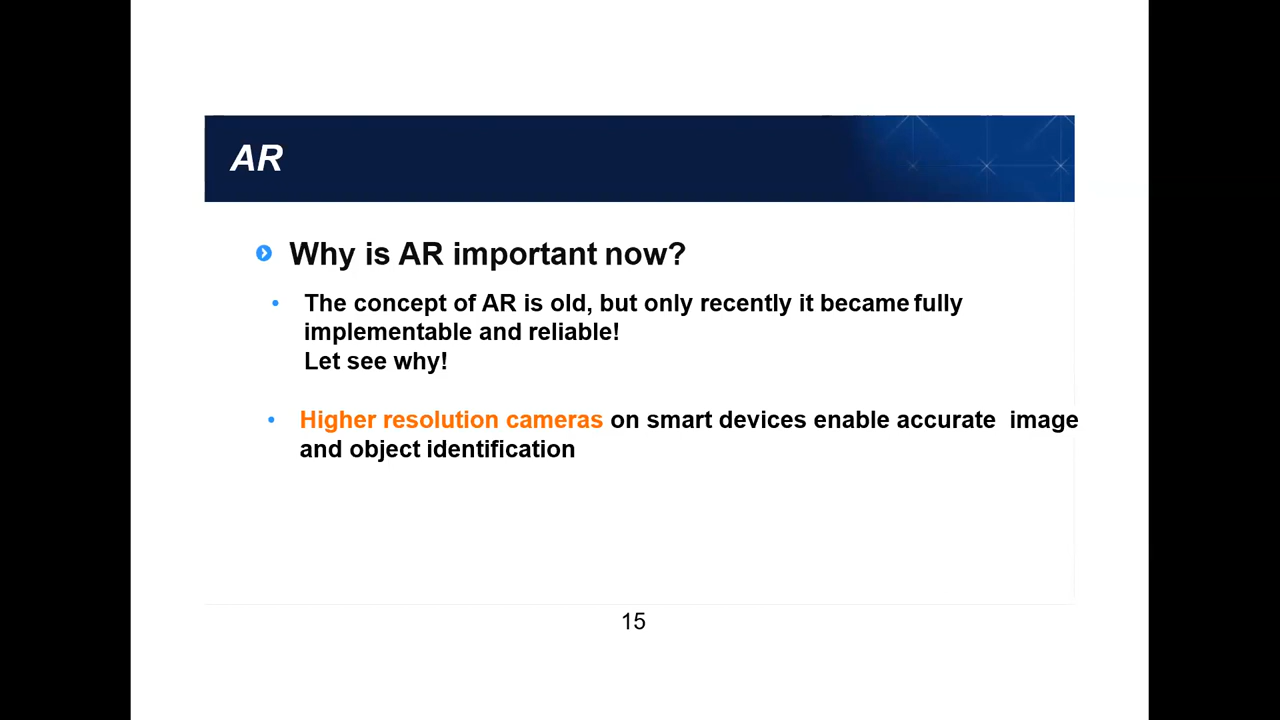 AR
Why is AR important now?
The concept of AR is old, but only recently it became fully
implementable and reliable!
Let see why!
Higher resolution cameras on smart devices enable accurate image
and object identification
15